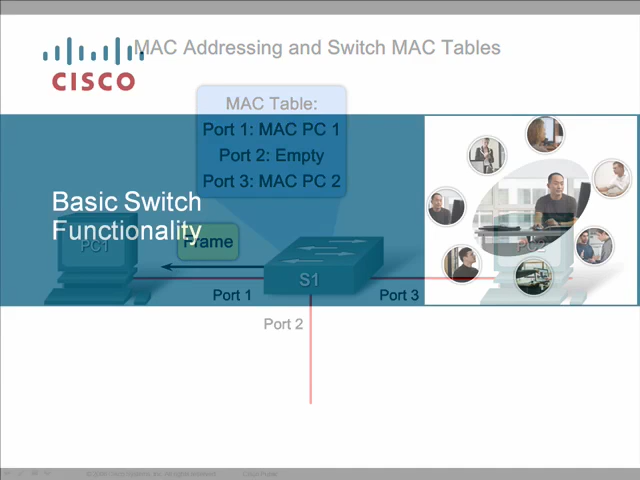 MAC Addressing and Switch MAC Tables
CISCO
MAC Table:
Port 1: MAC PC 1
Port 2: Empty
Port 3: MAC PC 2
Basic Switch
Functionality
PC1
Frame
PC2
S1
Port 1
Port 3
Port 2